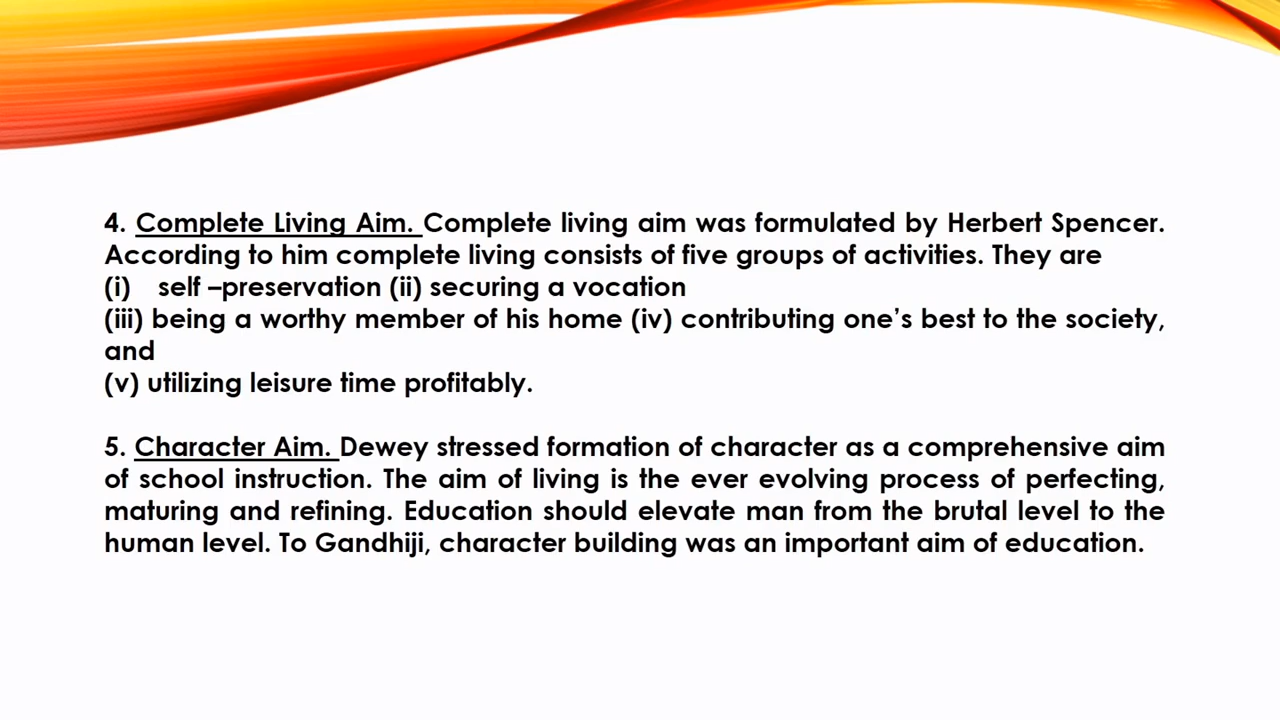 4. Complete Living Aim. Complete living aim was formulated by Herbert Spencer.
According to him complete living consists of five groups of activities. They are
(i) self –preservation (ii) securing a vocation
(iii) being a worthy member of his home (iv) contributing one’s best to the society,
and
(v) utilizing leisure time profitably.
5. Character Aim. Dewey stressed formation of character as a comprehensive aim
of school instruction. The aim of living is the ever evolving process of perfecting,
maturing and refining. Education should elevate man from the brutal level to the
human level. To Gandhiji, character building was an important aim of education.